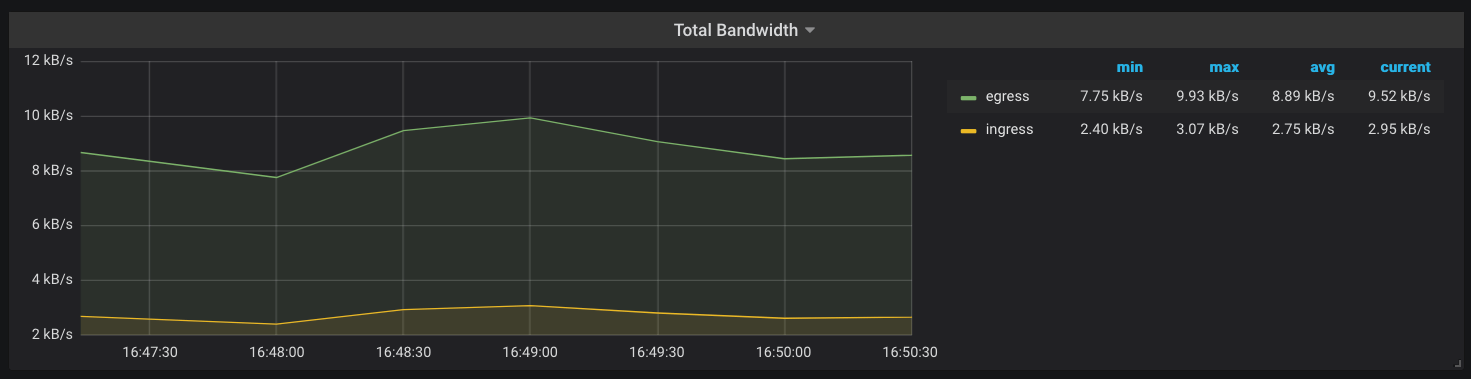 Total Bandwidth
12 kB/s
10 kB/s
8 kB/s
6 kB/s
4 kB/s
2 kB/s
16:47:30 16:48:00 16:48:30 16:49:00 16:49:30 16:50:00 16:50:30
min max avg current
egress 7.75 kB/s 9.93 kB/s 8.89 kB/s 9.52 kB/s
ingress 2.40 kB/s 3.07 kB/s 2.75 kB/s 2.95 kB/s